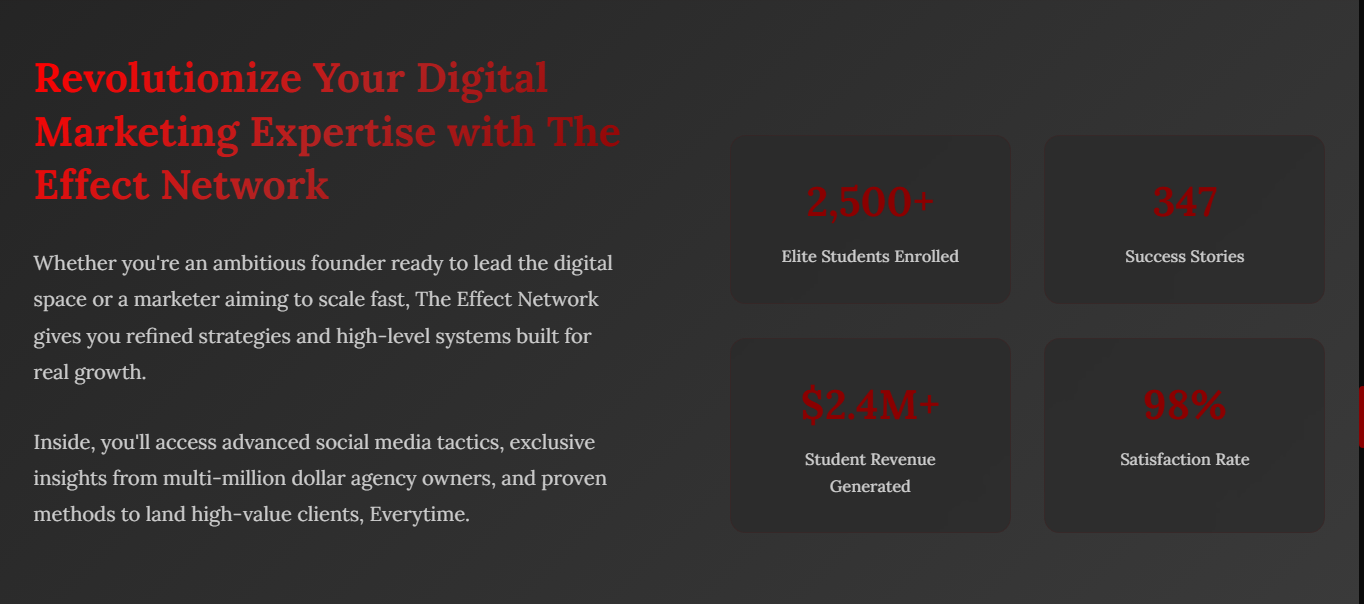 Revolutionize Your Digital
Marketing Expertise with The
Effect Network
Whether you're an ambitious founder ready to lead the digital
space or a marketer aiming to scale fast, The Effect Network
gives you refined strategies and high-level systems built for
real growth.
Inside, you'll access advanced social media tactics, exclusive
insights from multi-million dollar agency owners, and proven
methods to land high-value clients, Everytime.
2,500+
Elite Students Enrolled
347
Success Stories
$2.4M+
Student Revenue
Generated
98%
Satisfaction Rate